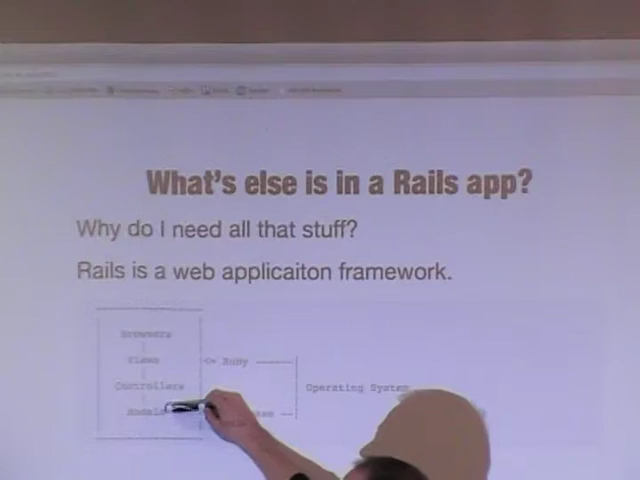 What's else is in a Rails app?
Why do I need all that stuff?
Rails is a web applicaiton framework.
Browsers
Views <> Ruby
Controllers Operating System
Models